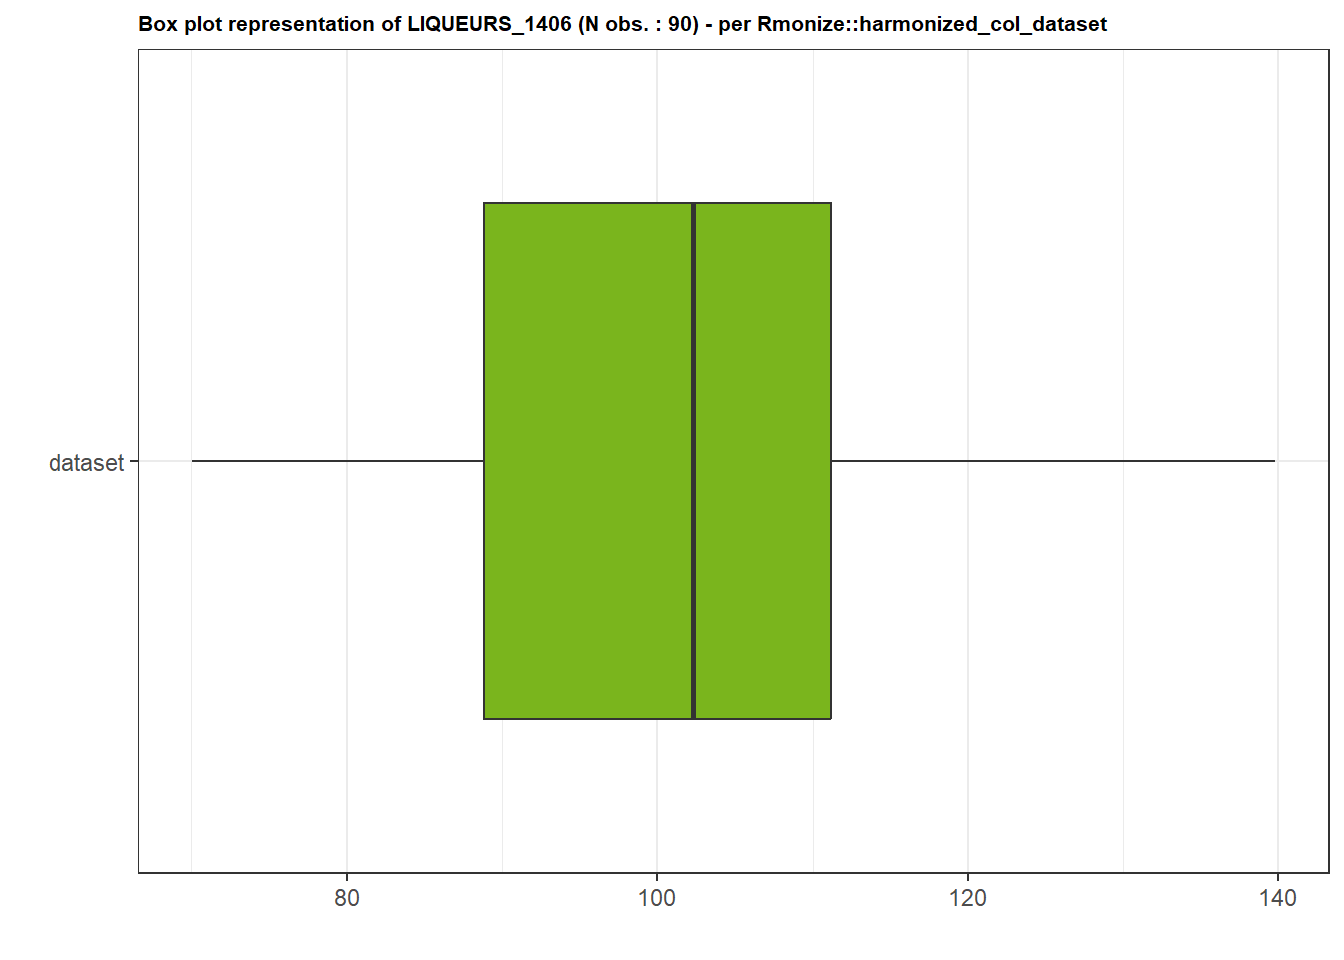 Box plot representation of LIQUEURS_1406 (N obs. : 90) - per Rmonize::harmonized_col_dataset
dataset
80 100 120 140